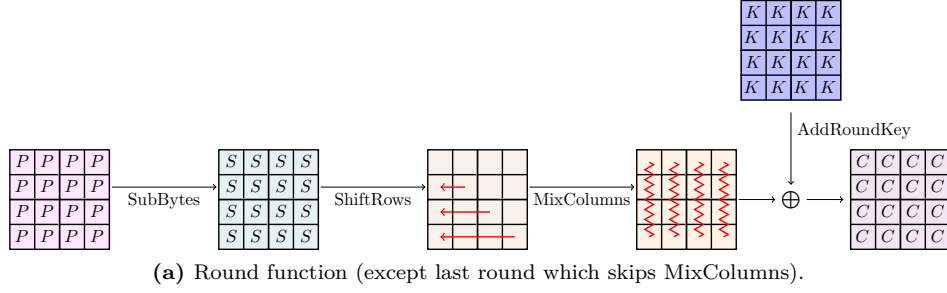 K K K K
K K K K
K K K K
K K K K
AddRoundKey
P P P P
P P P P
P P P P
P P P P
SubBytes
S S S S
S S S S
S S S S
S S S S
ShiftRows
MixColumns
C C C C
C C C C
C C C C
C C C C
(a) Round function (except last round which skips MixColumns).